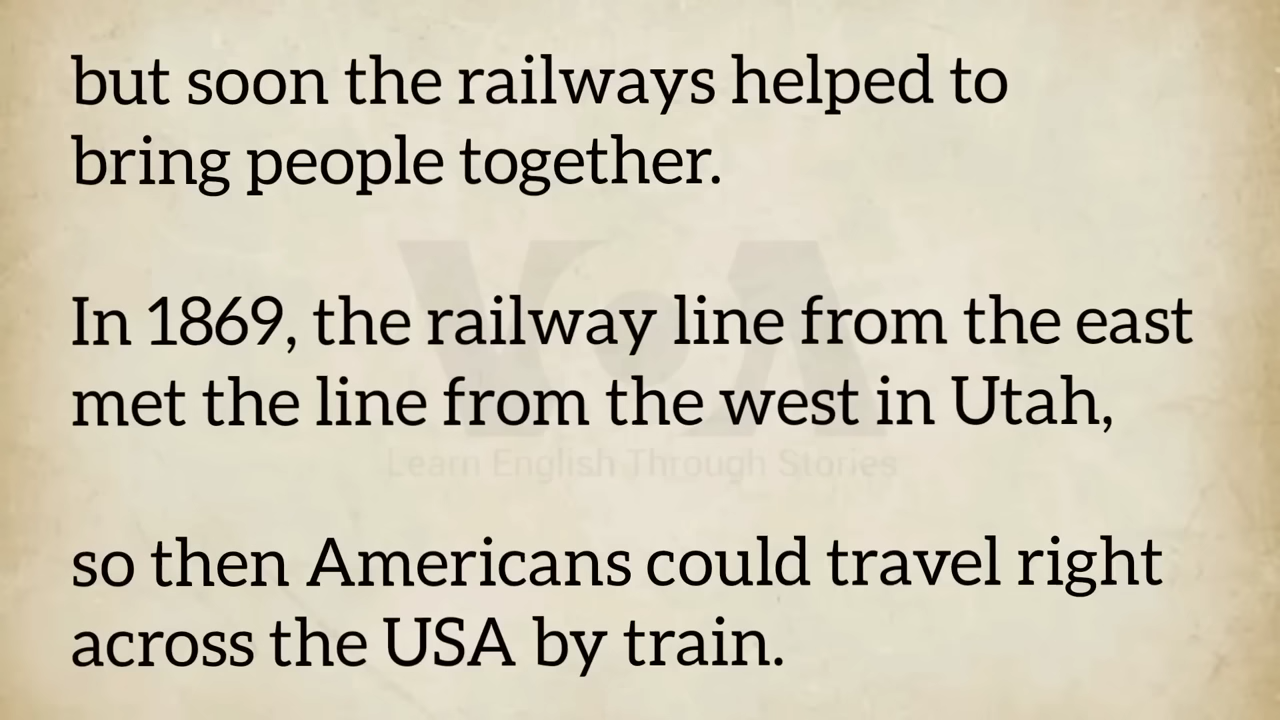 but soon the railways helped to
bring people together.
In 1869, the railway line from the east
met the line from the west in Utah,
VOA
Learn English Through Stories
so then Americans could travel right
across the USA by train.